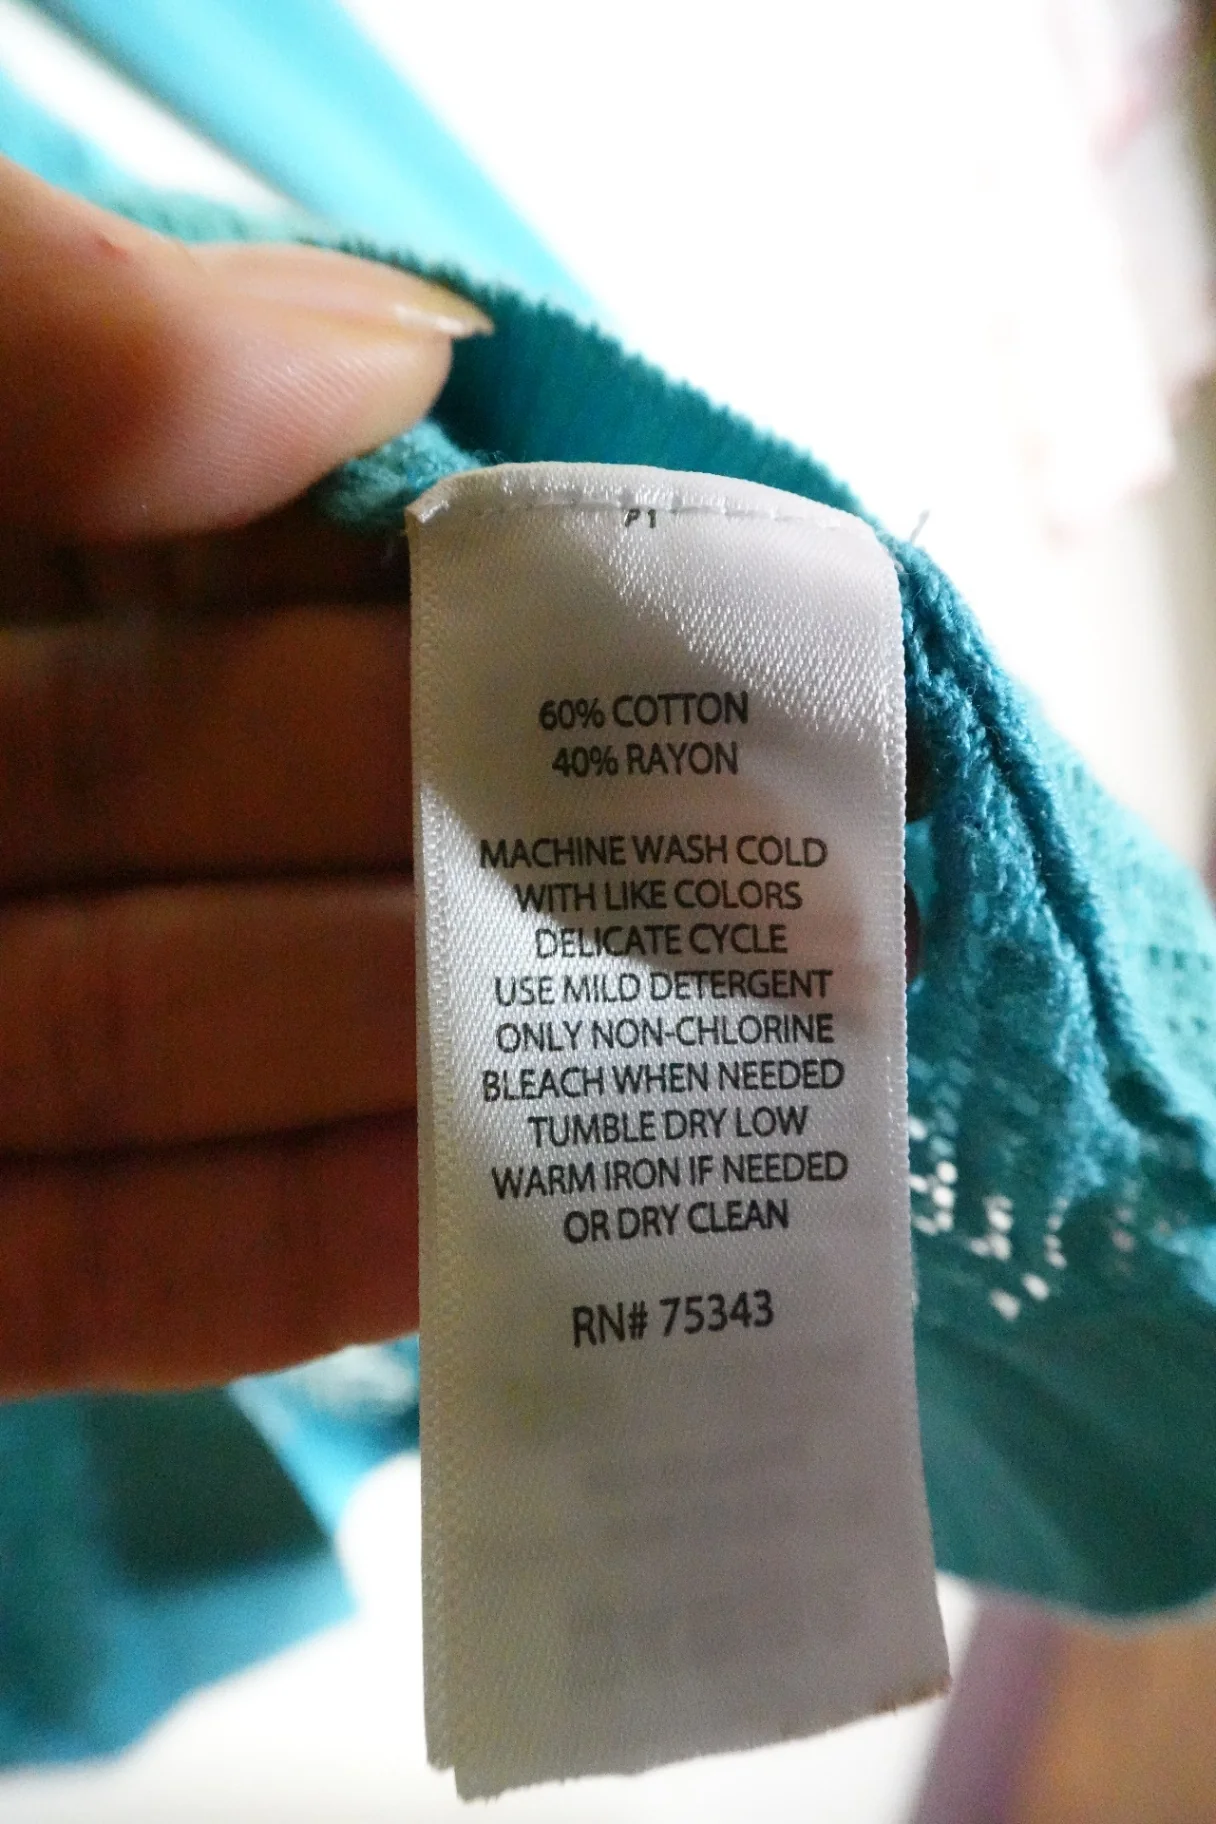 P1
60% COTTON
40% RAYON
MACHINE WASH COLD
WITH LIKE COLORS
DELICATE CYCLE
USE MILD DETERGENT
ONLY NON-CHLORINE
BLEACH WHEN NEEDED
TUMBLE DRY LOW
WARM IRON IF NEEDED
OR DRY CLEAN
RN# 75343